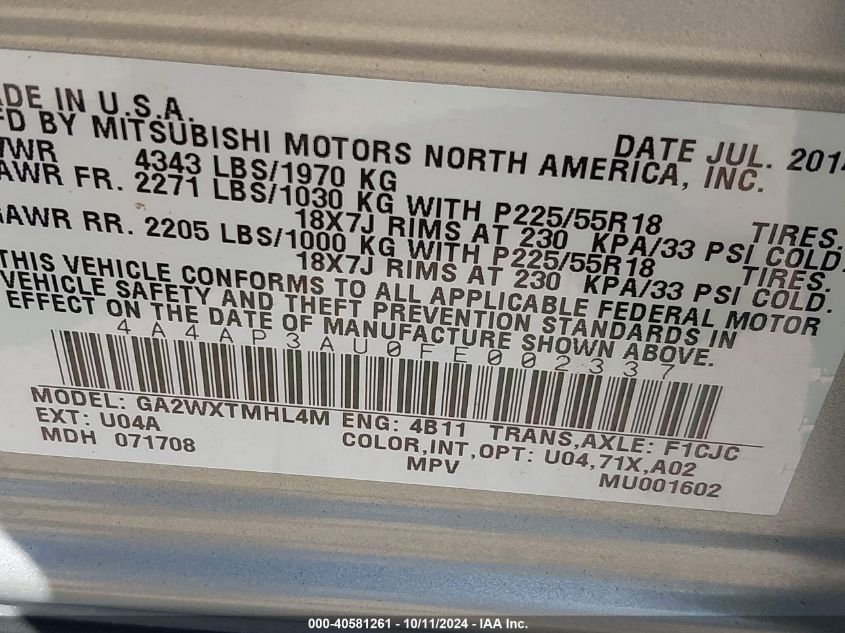 ADE IN U.S.A. DATE JUL. 2014
FD BY MITSUBISHI MOTORS NORTH AMERICA, INC.
VWR 4343 LBS/1970 KG
AWR FR. 2271 LBS/1030 KG WITH P225/55R18 TIRES.
18X7J RIMS AT 230 KPA/33 PSI COLD.
GAWR RR. 2205 LBS/1000 KG WITH P225/55R18 TIRES.
18X7J RIMS AT 230 KPA/33 PSI COLD.
THIS VEHICLE CONFORMS TO ALL APPLICABLE FEDERAL MOTOR
VEHICLE SAFETY AND THEFT PREVENTION STANDARDS IN
EFFECT ON THE DATE OF MANUFACTURE SHOWN ABOVE.
4A4AP3AU0FE002337
MODEL: GA2WXTMHL4M ENG: 4B11 TRANS,AXLE: F1CJC
EXT: U04A COLOR,INT,OPT: U04,71X,A02
MDH 071708 MPV MU001602
000-40581261 - 10/11/2024 - IAA Inc.